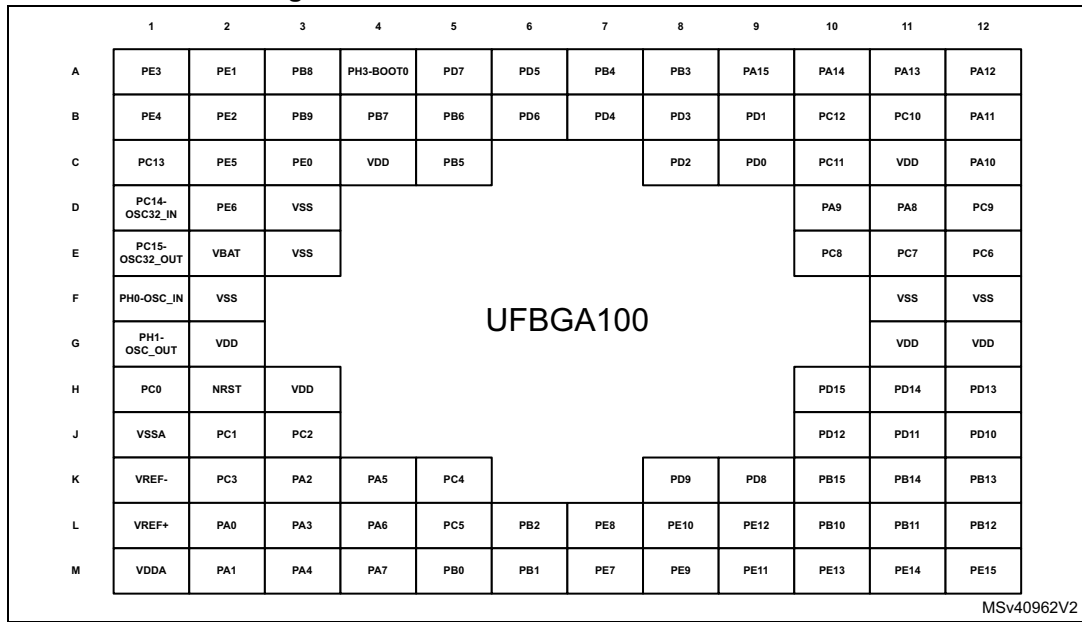 1 2 3 4 5 6 7 8 9 10 11 12
A PE3 PE1 PB8 PH3-BOOT0 PD7 PD5 PB4 PB3 PA15 PA14 PA13 PA12
B PE4 PE2 PB9 PB7 PB6 PD6 PD4 PD3 PD1 PC12 PC10 PA11
C PC13 PE5 PE0 VDD PB5 PD2 PD0 PC11 VDD PA10
D PC14-
OSC32_IN PE6 VSS PA9 PA8 PC9
E PC15-
OSC32_OUT VBAT VSS PC8 PC7 PC6
F PH0-OSC_IN VSS VSS VSS
UFBGA100
G PH1-
OSC_OUT VDD VDD VDD
H PC0 NRST VDD PD15 PD14 PD13
J VSSA PC1 PC2 PD12 PD11 PD10
K VREF- PC3 PA2 PA5 PC4 PD9 PD8 PB15 PB14 PB13
L VREF+ PA0 PA3 PA6 PC5 PB2 PE8 PE10 PE12 PB10 PB11 PB12
M VDDA PA1 PA4 PA7 PB0 PB1 PE7 PE9 PE11 PE13 PE14 PE15
MSv40962V2